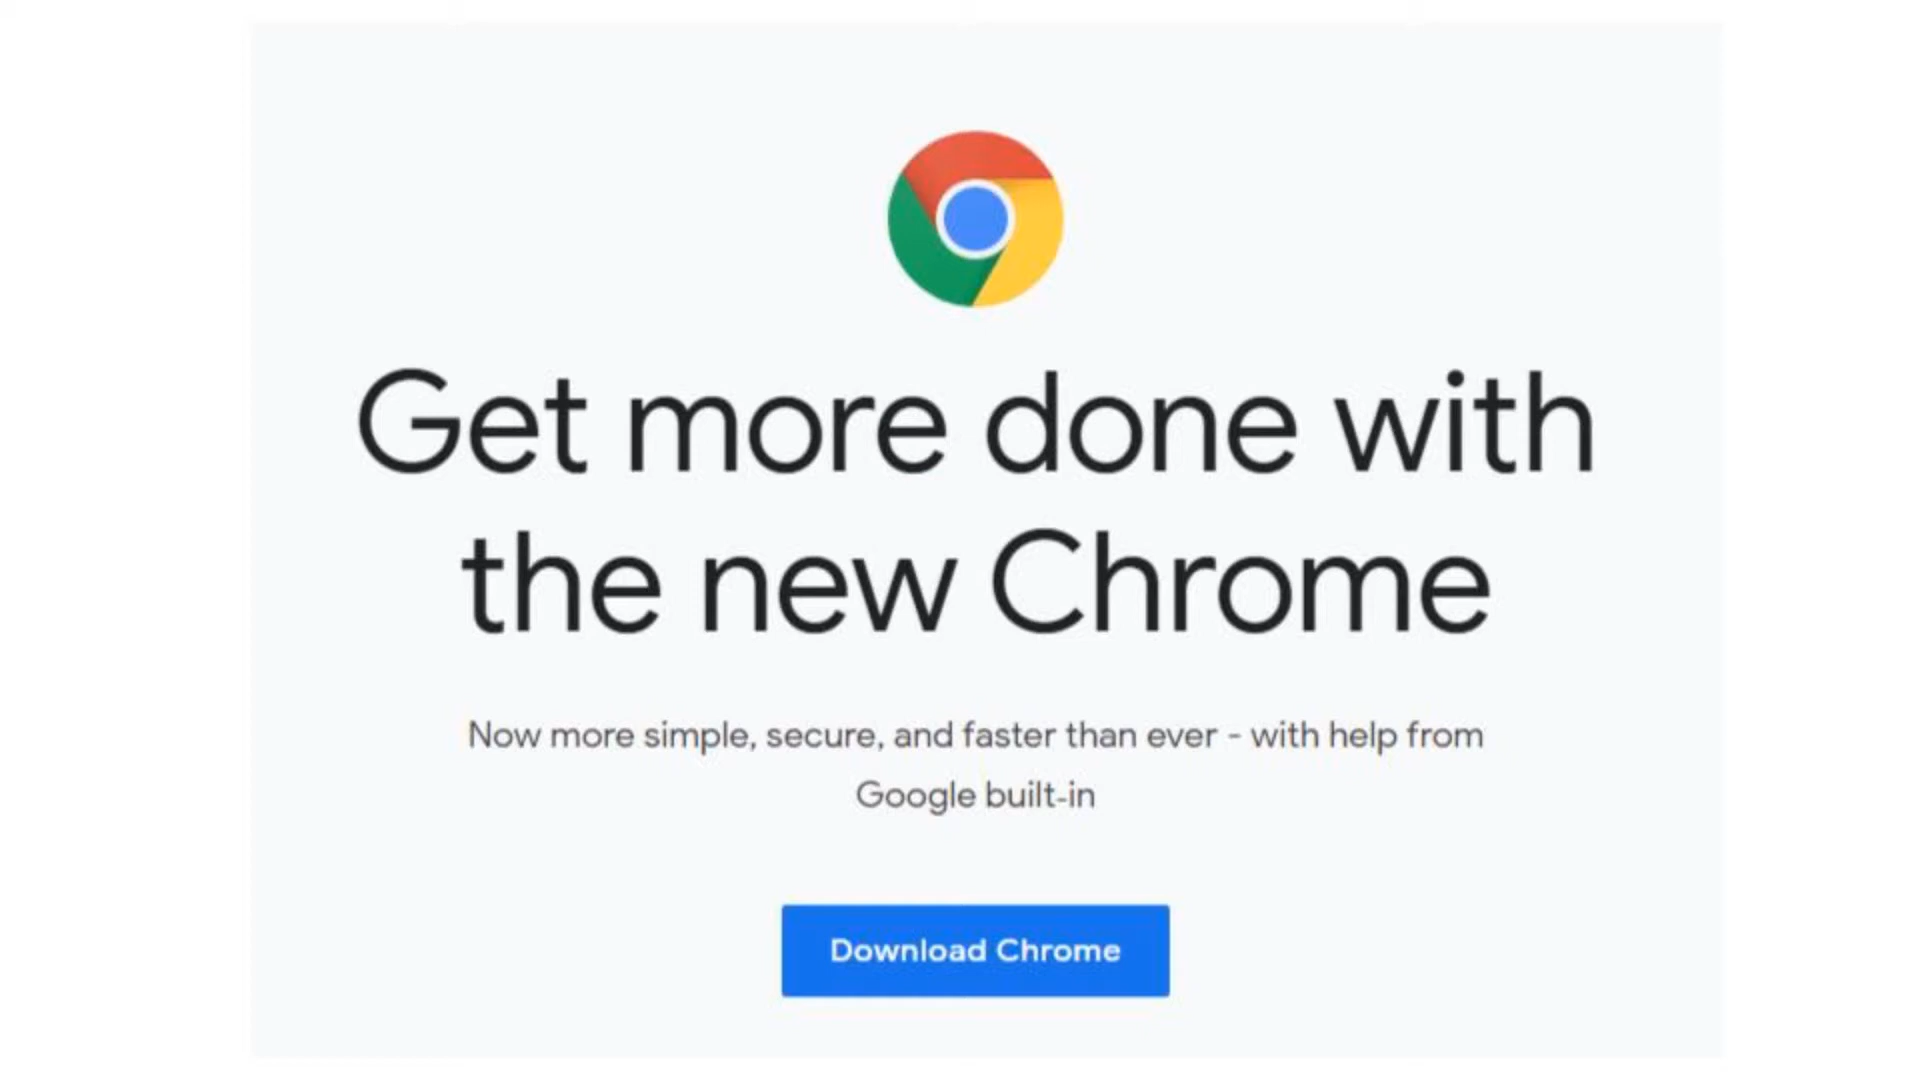 Get more done with
the new Chrome
Now more simple, secure, and faster than ever - with help from
Google built-in
Download Chrome